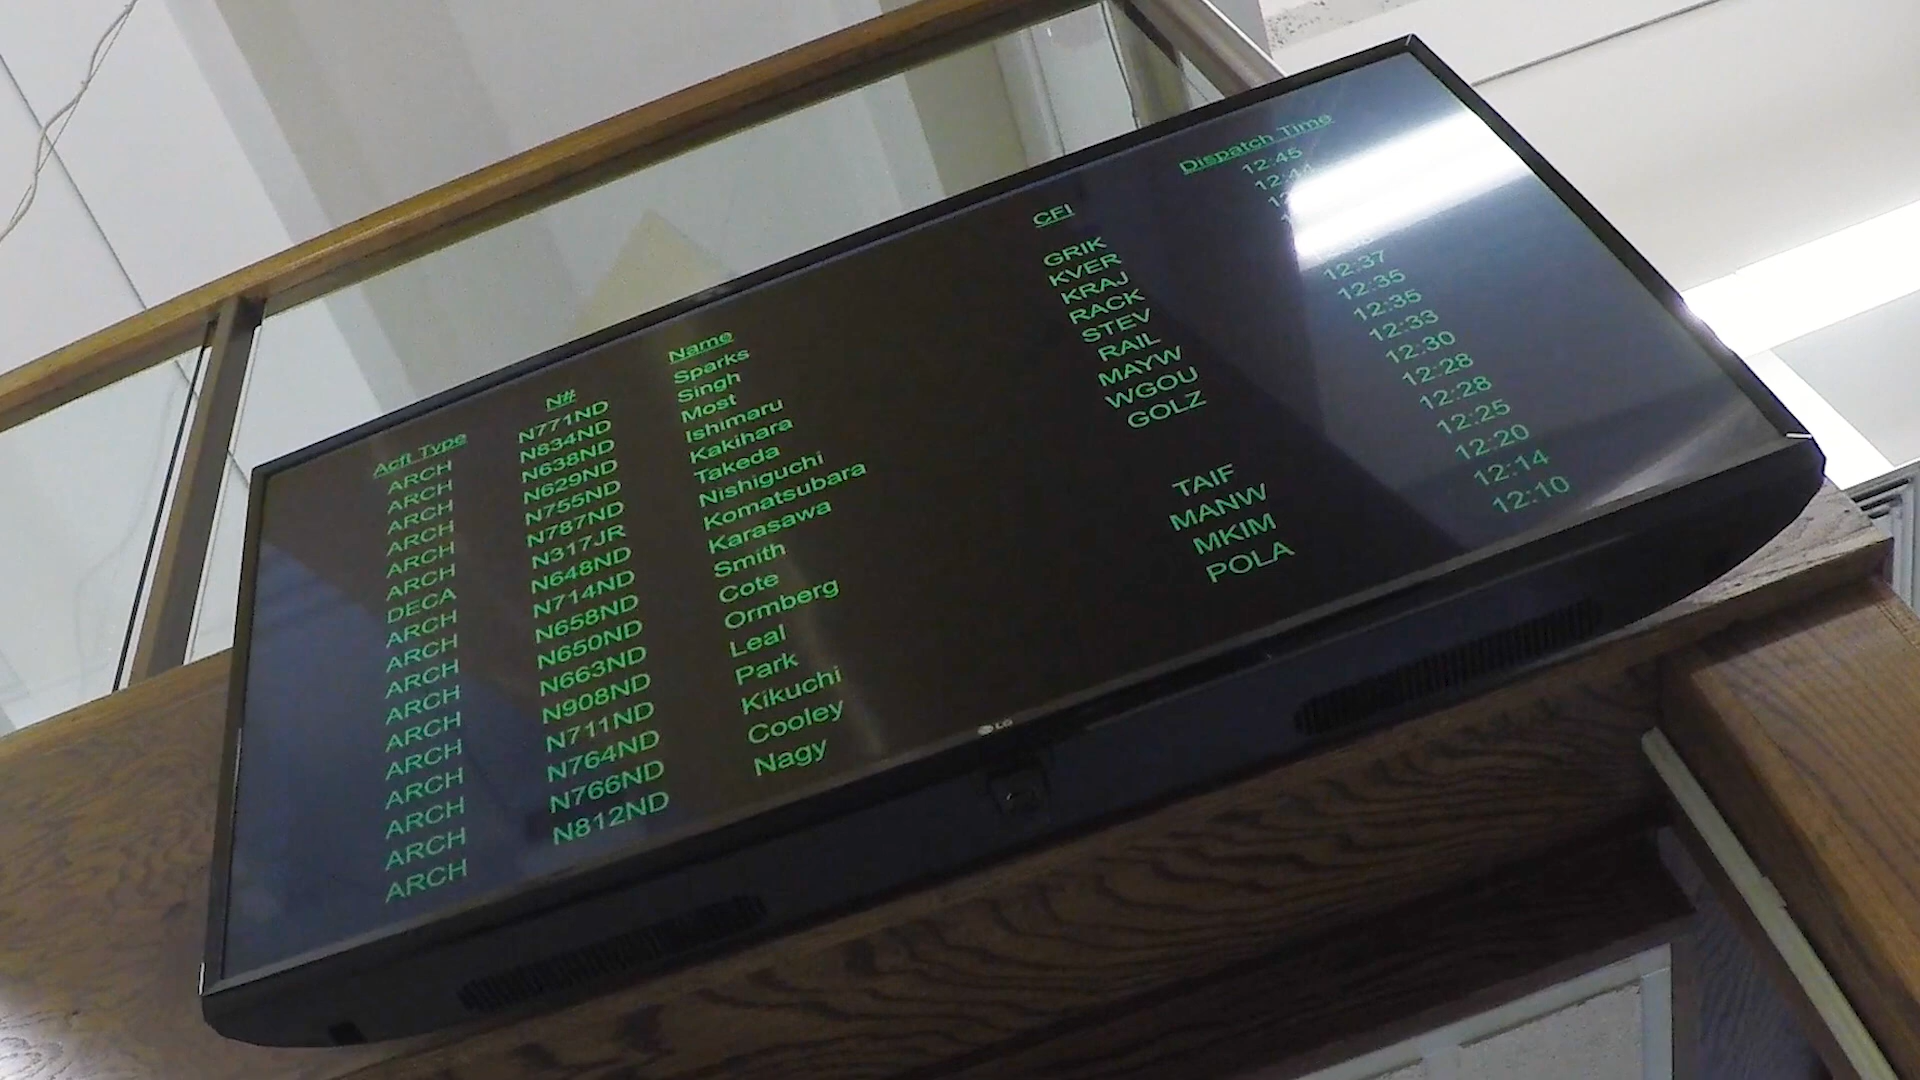 Acft Type N# Name CFI Dispatch Time
ARCH N771ND Sparks 12:45
ARCH N834ND Singh GRIK 12:44
ARCH N638ND Most KVER
ARCH N629ND Ishimaru KRAJ
ARCH N755ND Kakihara RACK
ARCH N787ND Takeda STEV
DECA N317JR Nishiguchi RAIL 12:37
ARCH N648ND Komatsubara MAYW 12:35
ARCH N714ND Karasawa WGOU 12:35
ARCH N658ND Smith GOLZ 12:33
ARCH N650ND Cote 12:30
ARCH N663ND Ormberg 12:28
ARCH N908ND Leal TAIF 12:28
ARCH N711ND Park MANW 12:25
ARCH N764ND Kikuchi MKIM 12:20
ARCH N766ND Cooley POLA 12:14
ARCH N812ND Nagy 12:10
LG